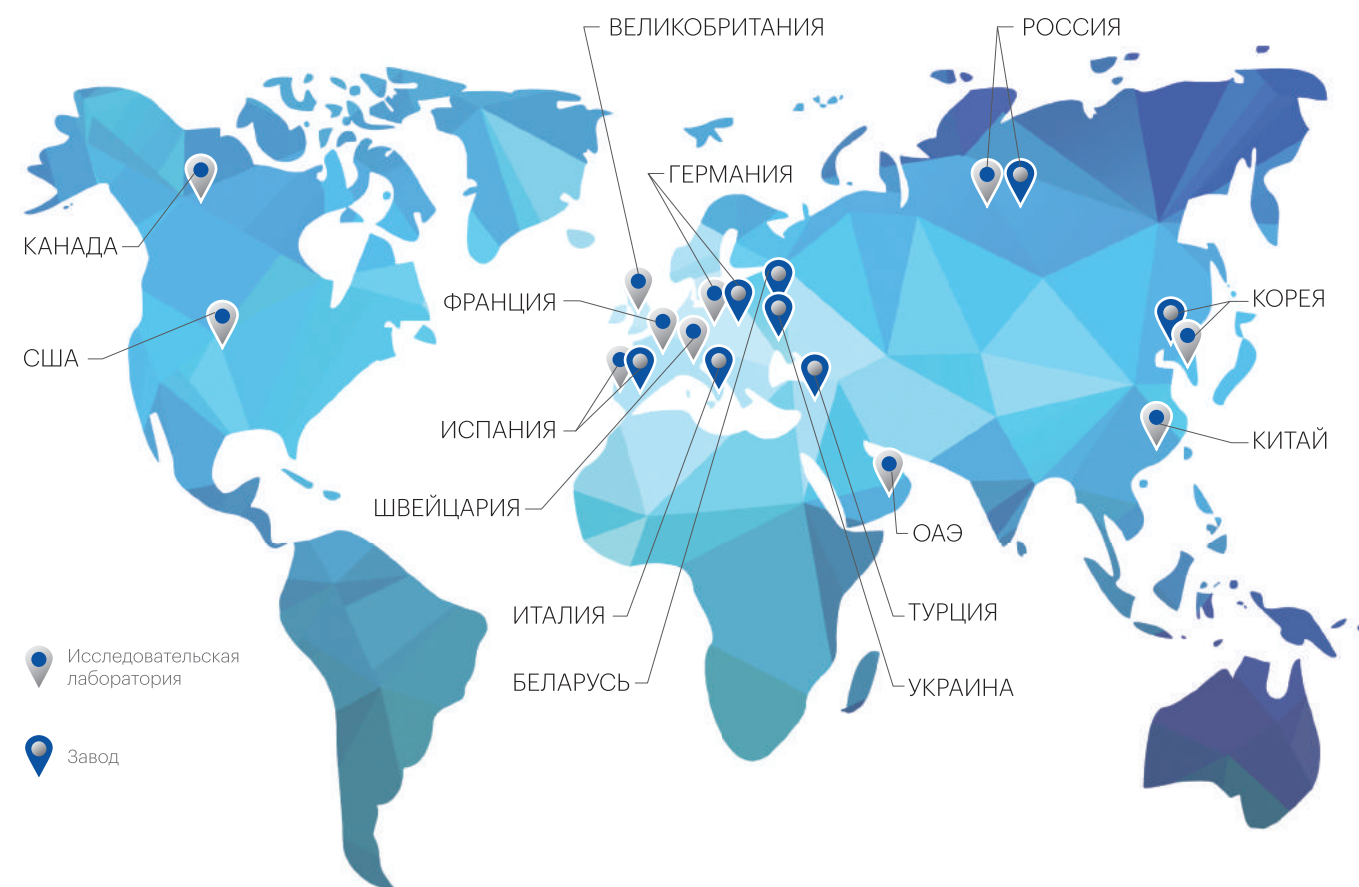 ВЕЛИКОБРИТАНИЯ
РОССИЯ
ГЕРМАНИЯ
КАНАДА
ФРАНЦИЯ
КОРЕЯ
США
ИСПАНИЯ
КИТАЙ
ШВЕЙЦАРИЯ
ОАЭ
ИТАЛИЯ
ТУРЦИЯ
БЕЛАРУСЬ
УКРАИНА
Исследовательская
лаборатория
Завод